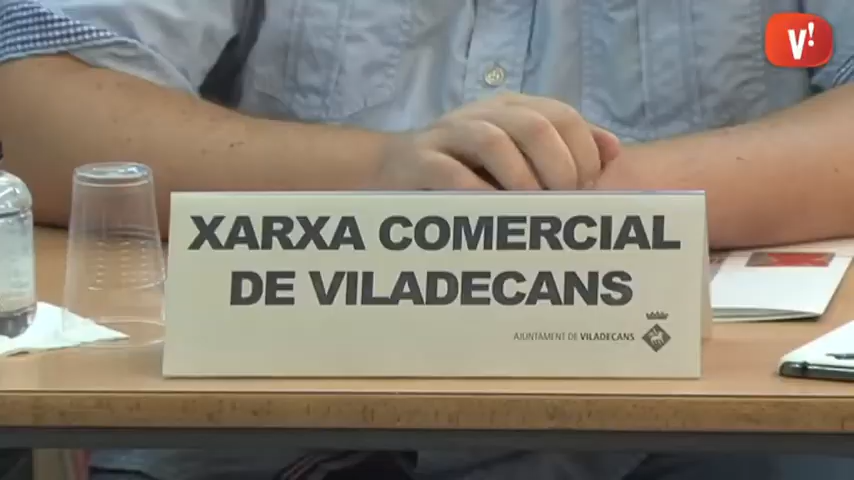 V!
XARXA COMERCIAL
DE VILADECANS
AJUNTAMENT DE VILADECANS